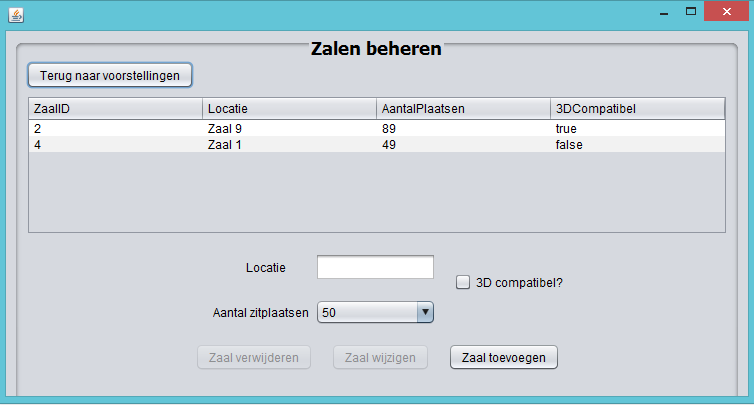 Zalen beheren
Terug naar voorstellingen
ZaalID Locatie AantalPlaatsen 3DCompatibel
2 Zaal 9 89 true
4 Zaal 1 49 false
Locatie
3D compatibel?
Aantal zitplaatsen 50
Zaal verwijderen Zaal wijzigen Zaal toevoegen